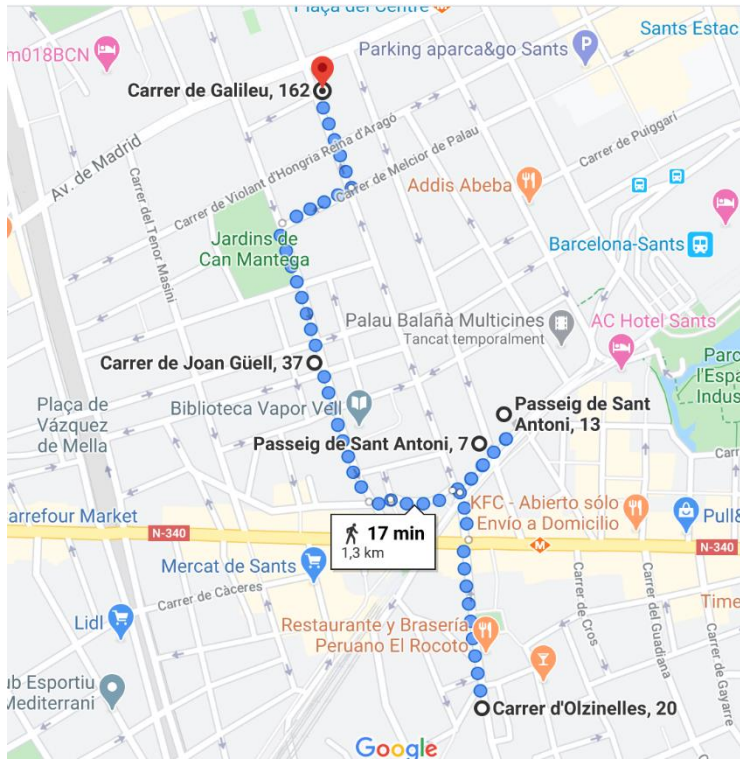 Plaça del Centre
Sants Estac
m018BCN
Parking aparca&go Sants
Carrer de Galileu, 162
Av. de Madrid
Carrer de Violant d'Hongria Reina d'Aragó
Carrer de Melcior de Palau
Carrer de Puiggarí
Addis Abeba
Carrer del Tenor Masini
Jardins de
Can Mantega
Barcelona-Sants
Palau Balañà Multicines
Tancat temporalment
AC Hotel Sants
Carrer de Joan Güell, 37
Parc
l'Espa
Indus
Plaça de
Vázquez
de Mella
Biblioteca Vapor Vell
Passeig de Sant
Antoni, 13
Passeig de Sant Antoni, 7
Carr
KFC - Abierto sólo
Envío a Domicilio
arrefour Market
Pull&
N-340
17 min
1,3 km
N-340
M
Mercat de Sants
Carrer de Càceres
Lidl
Restaurante y Brasería
Peruano El Rocoto
Carrer de Cros
Carrer del Guadiana
Carrer de Gayarre
Time
ub Esportiu
Mediterrani
Carrer d'Olzinelles, 20
Google